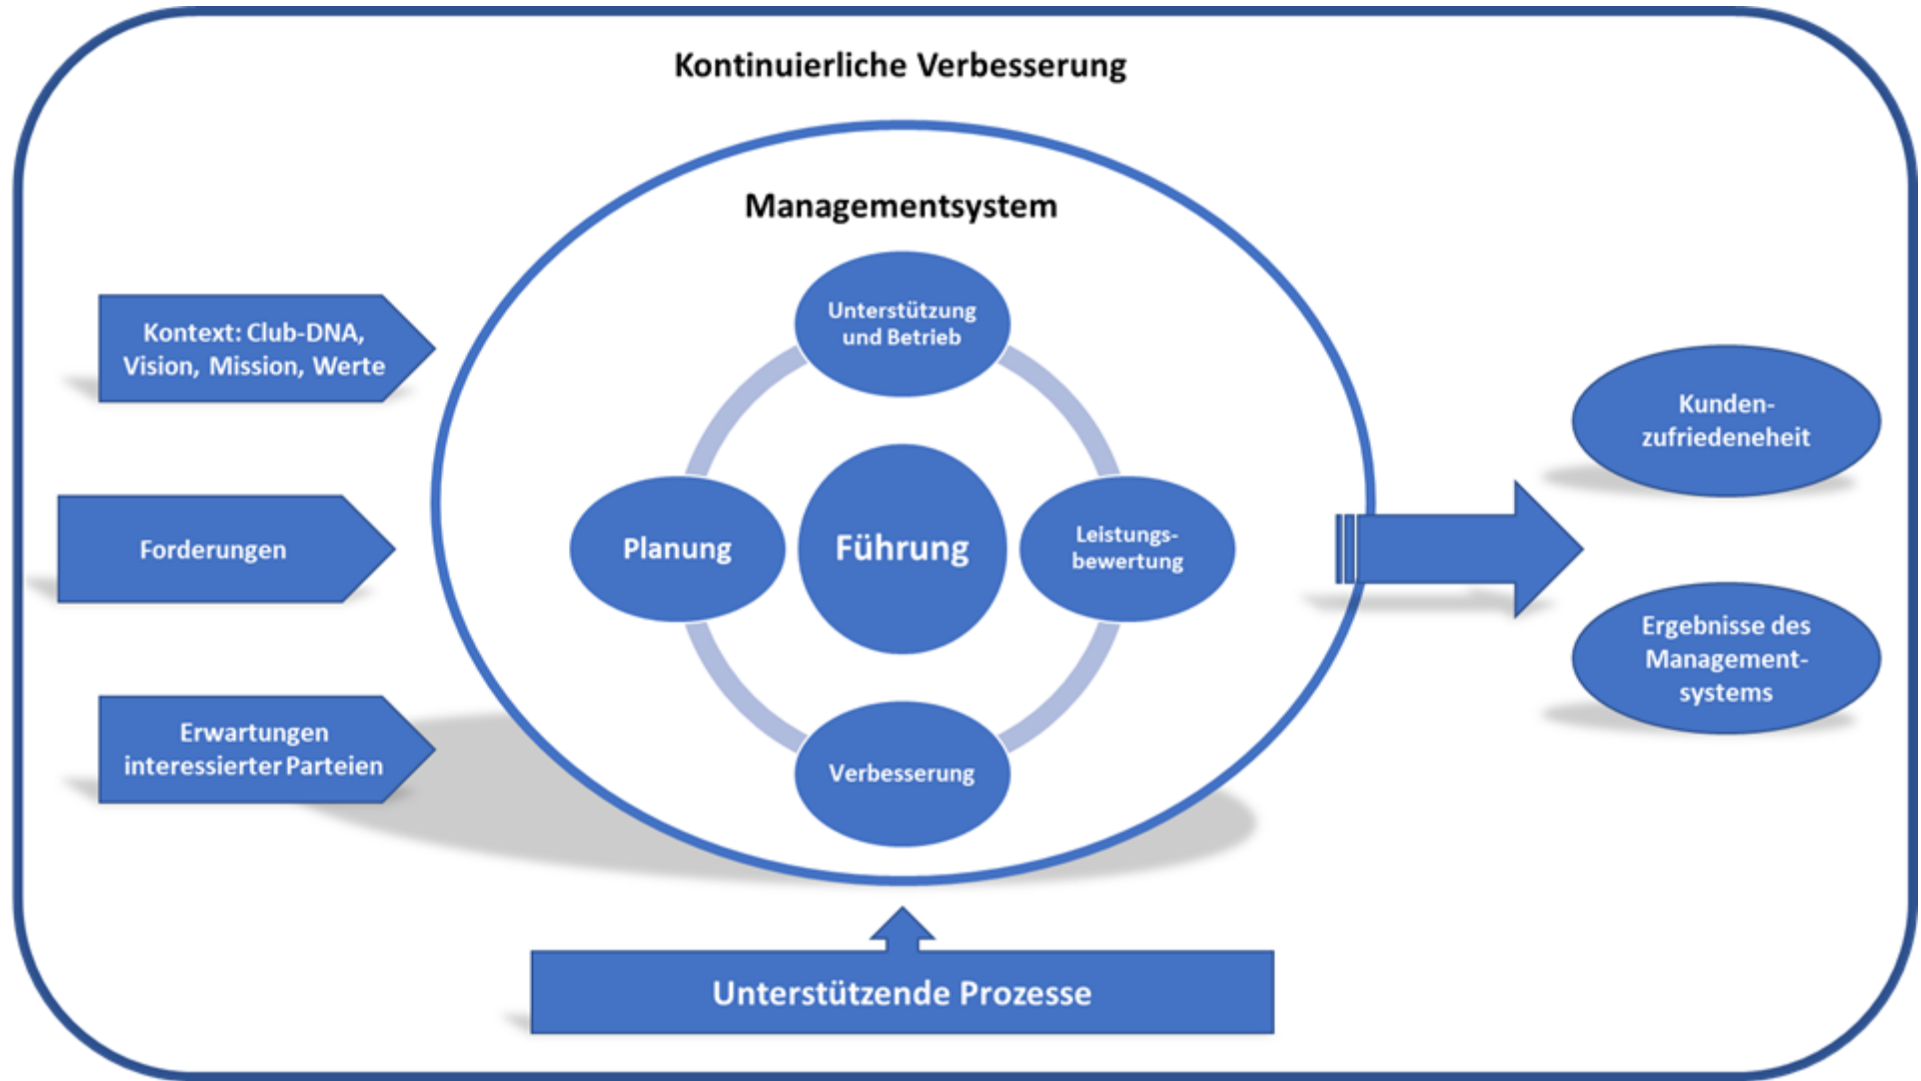 Kontinuierliche Verbesserung
Managementsystem
Unterstützung
und Betrieb
Kontext: Club-DNA,
Vision, Mission, Werte
Kunden-
zufriedeneheit
Forderungen
Planung
Führung
Leistungs-
bewertung
Ergebnisse des
Management-
systems
Erwartungen
interessierter Parteien
Verbesserung
Unterstützende Prozesse